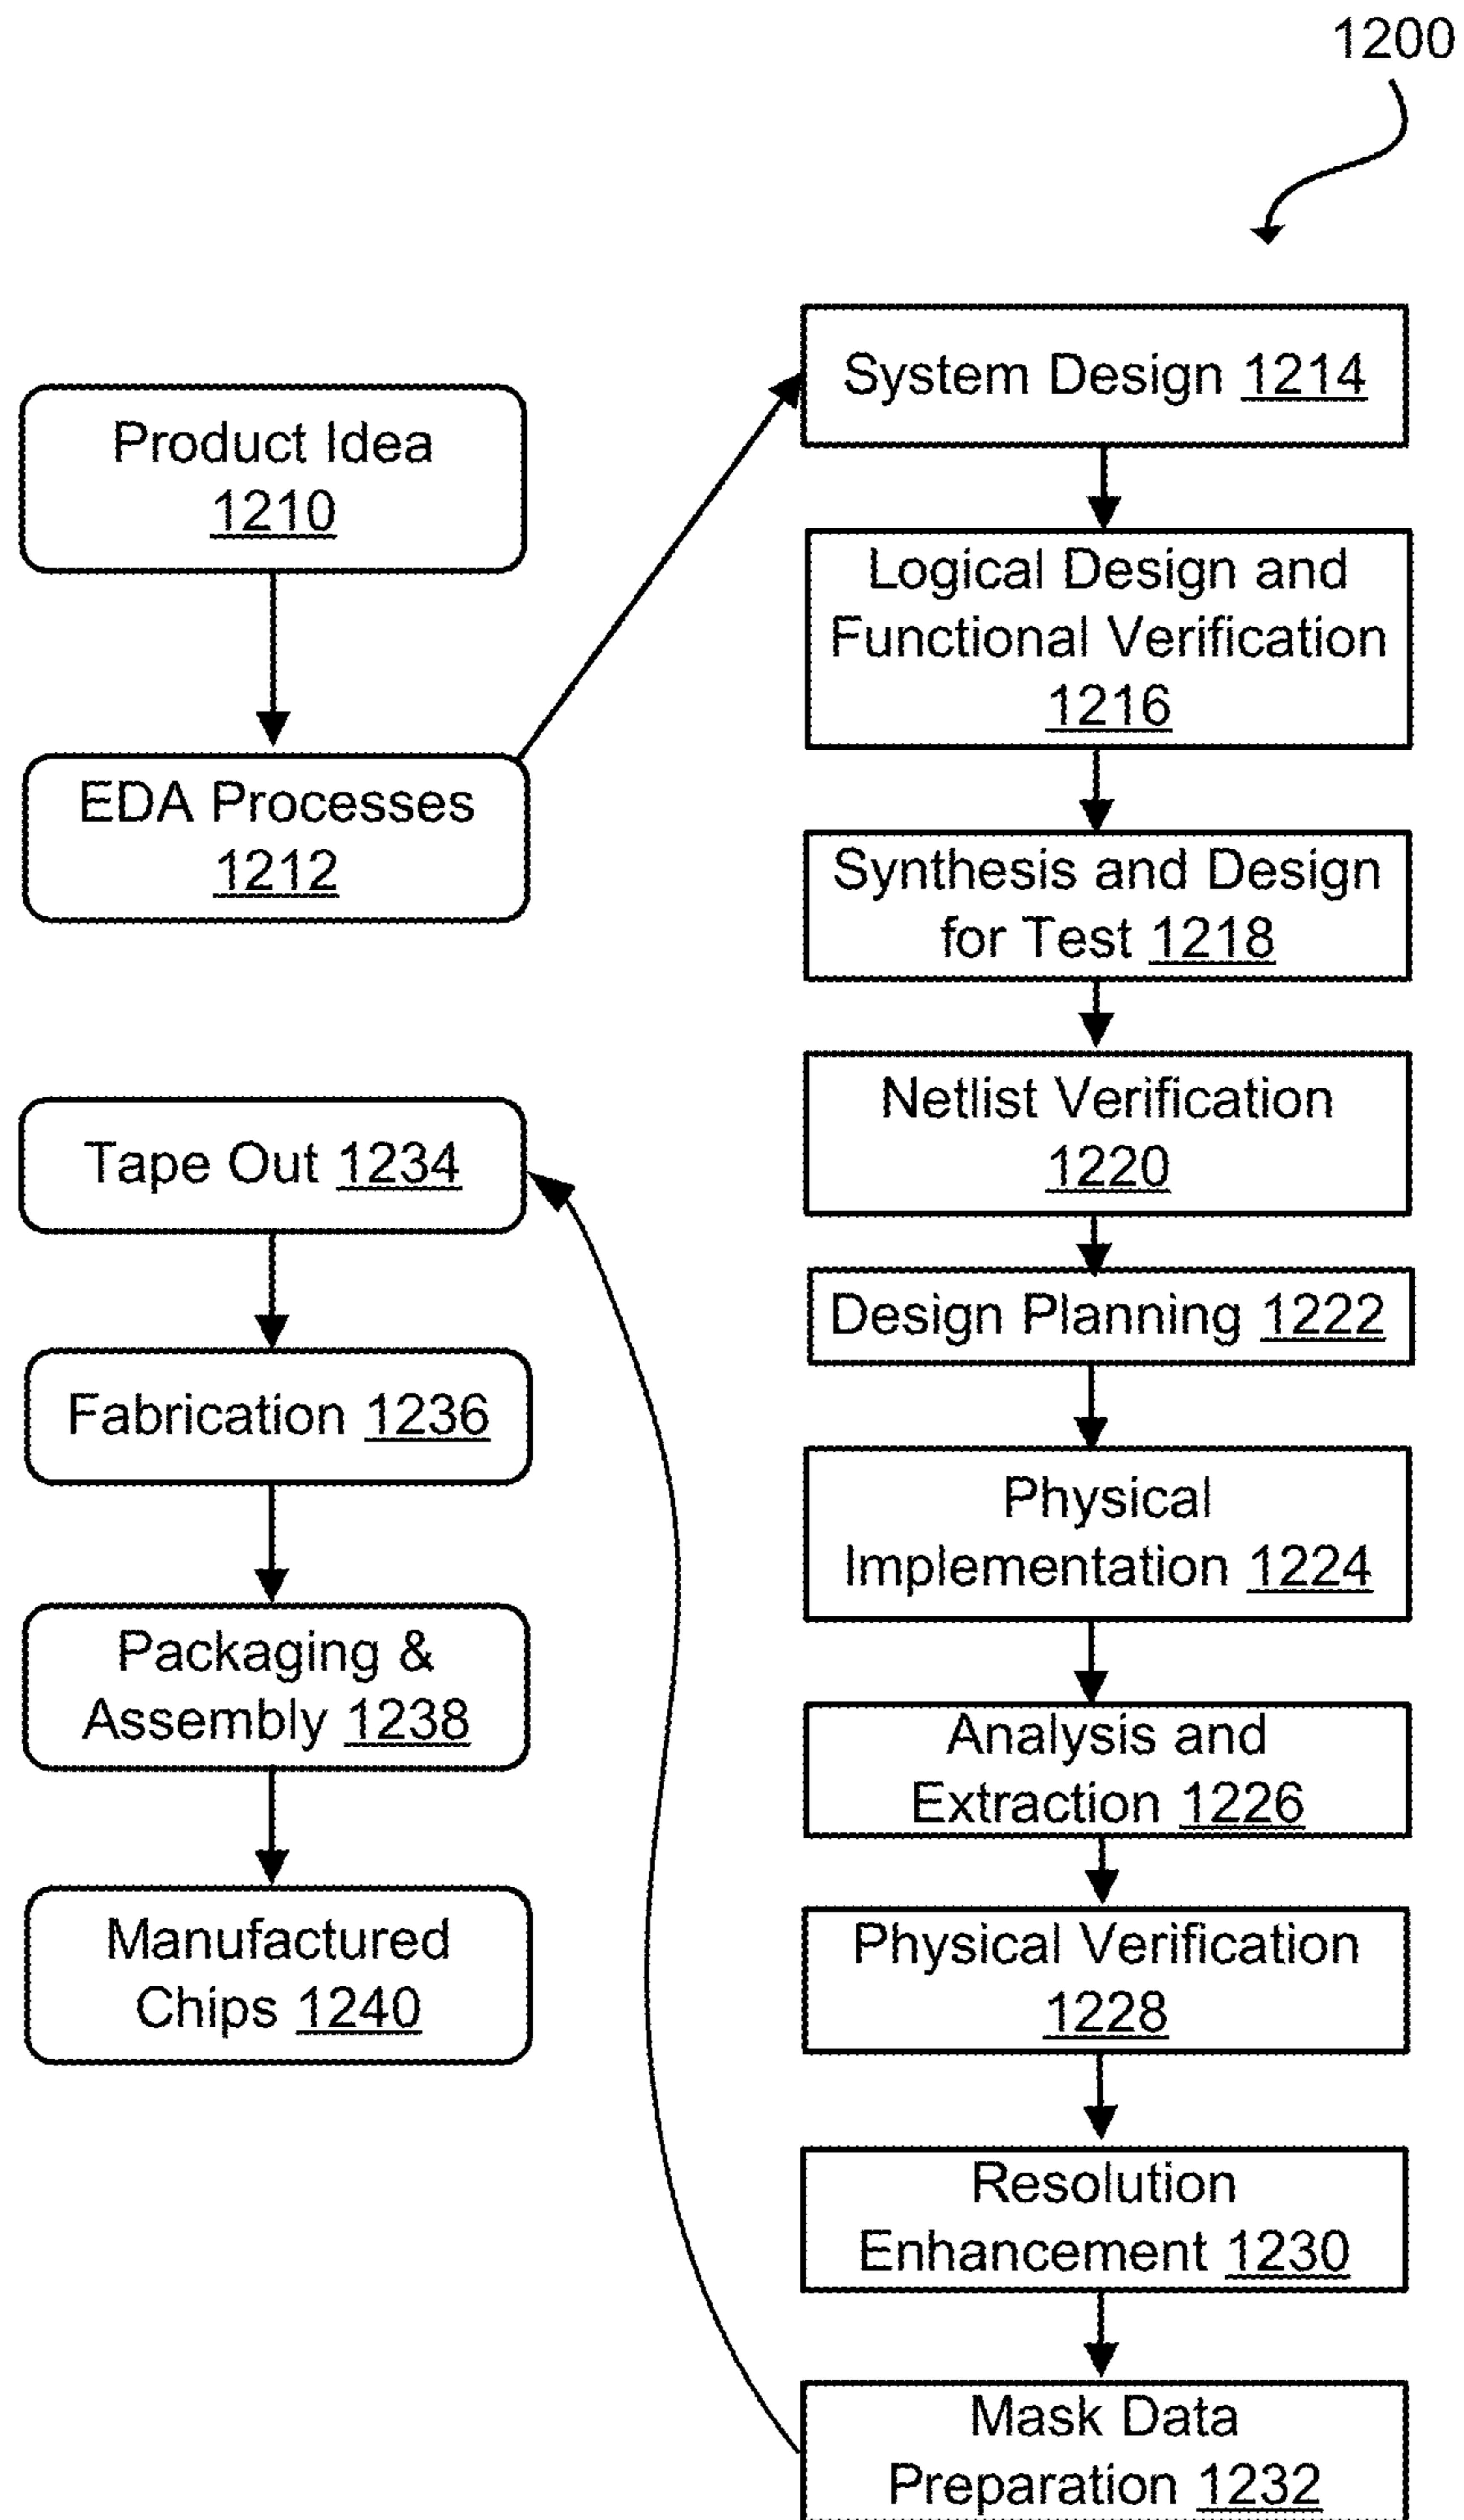 1200
Product Idea
1210
EDA Processes
1212
System Design 1214
Logical Design and
Functional Verification
1216
Synthesis and Design
for Test 1218
Netlist Verification
1220
Design Planning 1222
Physical
Implementation 1224
Analysis and
Extraction 1226
Physical Verification
1228
Resolution
Enhancement 1230
Mask Data
Preparation 1232
Tape Out 1234
Fabrication 1236
Packaging &
Assembly 1238
Manufactured
Chips 1240